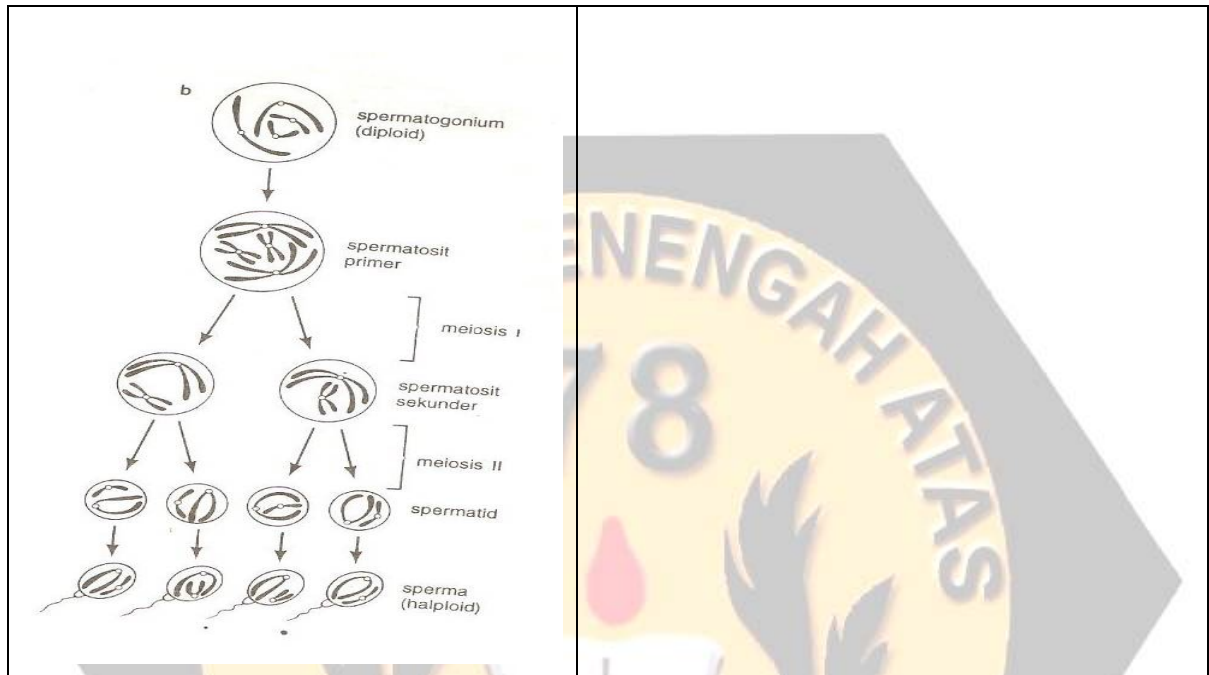 b
spermatogonium
(diploid)
spermatosit
primer
meiosis I
spermatosit
sekunder
meiosis II
spermatid
sperma
(halploid)
ENENGAH ATAS
78